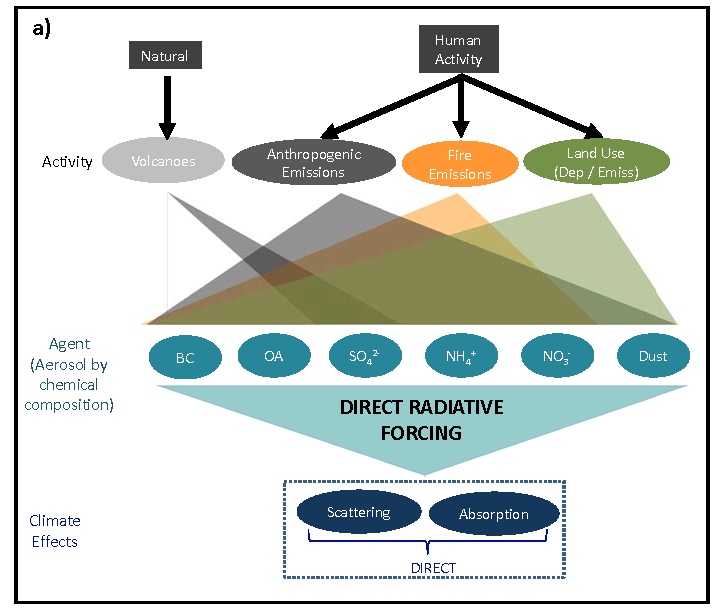 a)
Natural
Human
Activity
Activity
Volcanoes
Anthropogenic
Emissions
Fire
Emissions
Land Use
(Dep / Emiss)
Agent
(Aerosol by
chemical
composition)
BC
OA
SO₄²⁻
NH₄⁺
NO₃⁻
Dust
DIRECT RADIATIVE
FORCING
Climate
Effects
Scattering
Absorption
DIRECT